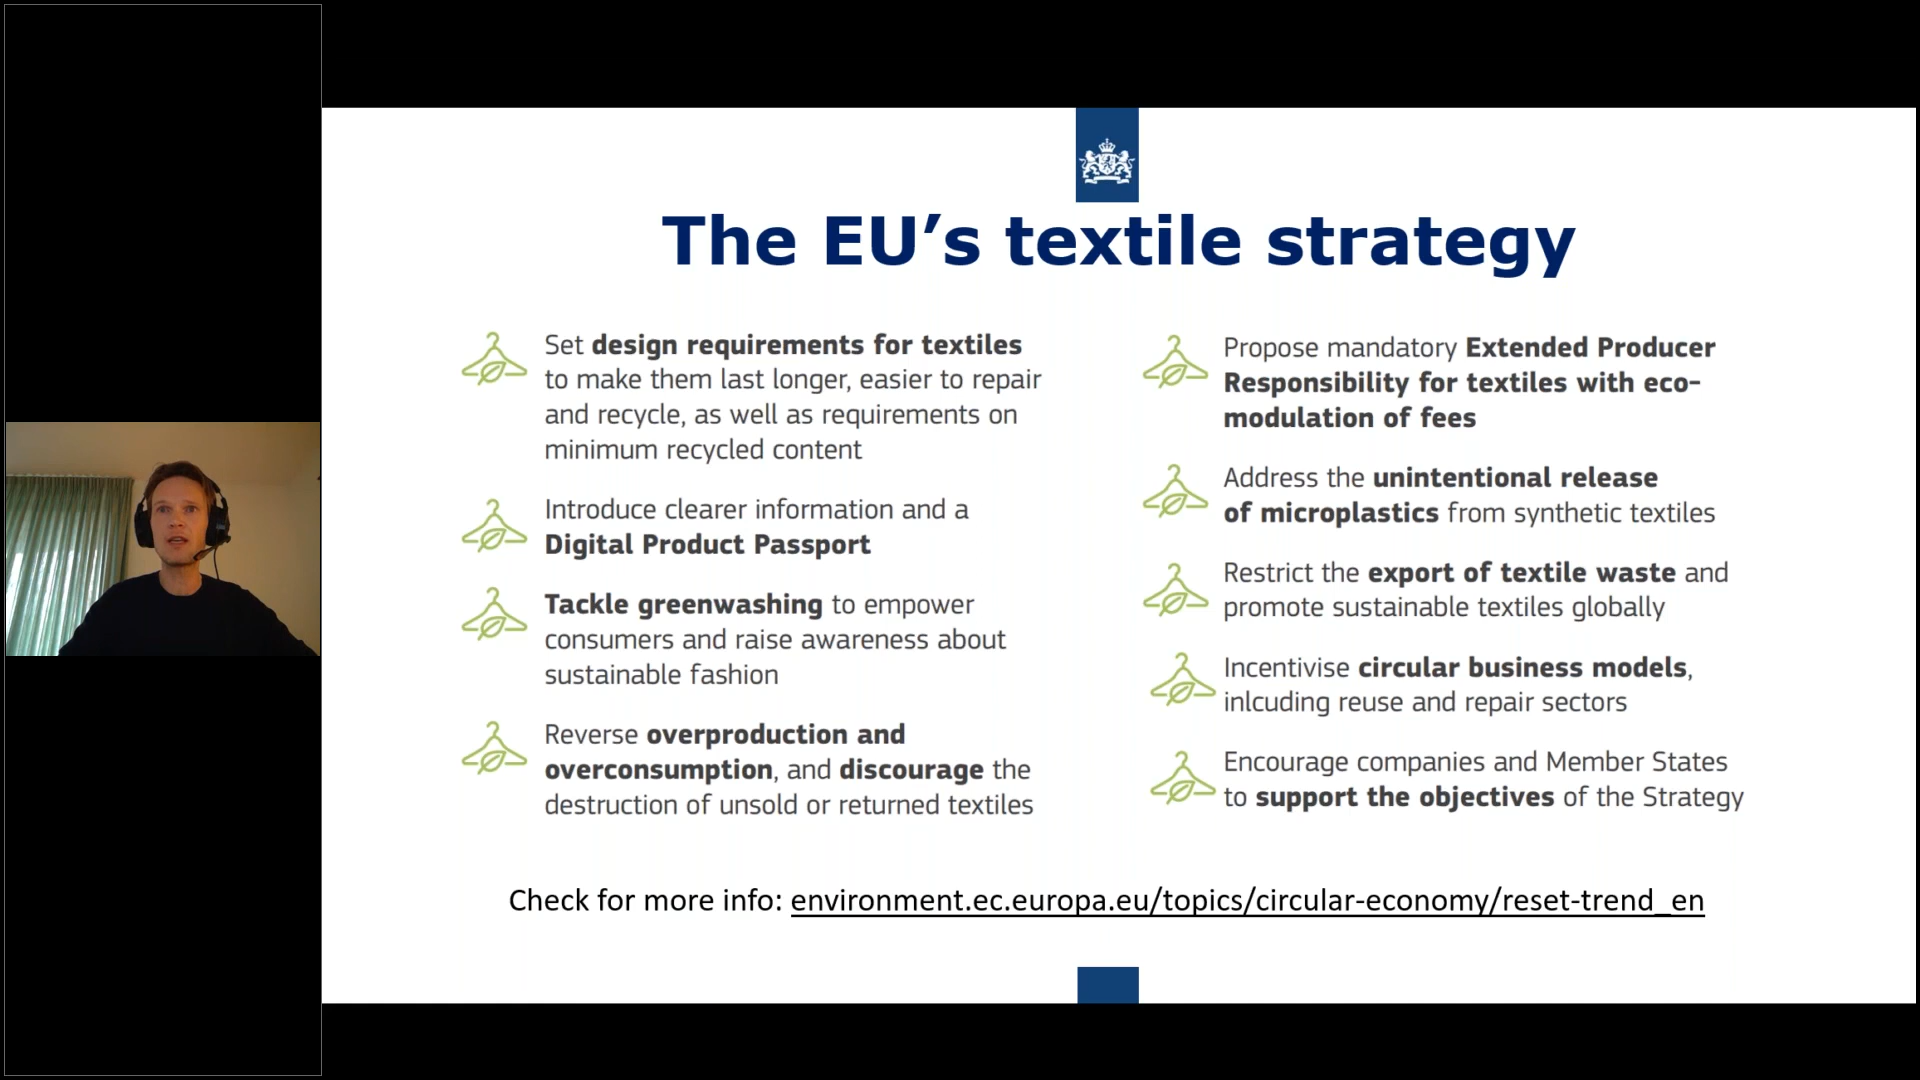 The EU’s textile strategy
Set design requirements for textiles
to make them last longer, easier to repair
and recycle, as well as requirements on
minimum recycled content
Introduce clearer information and a
Digital Product Passport
Tackle greenwashing to empower
consumers and raise awareness about
sustainable fashion
Reverse overproduction and
overconsumption, and discourage the
destruction of unsold or returned textiles
Propose mandatory Extended Producer
Responsibility for textiles with eco-
modulation of fees
Address the unintentional release
of microplastics from synthetic textiles
Restrict the export of textile waste and
promote sustainable textiles globally
Incentivise circular business models,
inlcuding reuse and repair sectors
Encourage companies and Member States
to support the objectives of the Strategy
Check for more info: environment.ec.europa.eu/topics/circular-economy/reset-trend_en